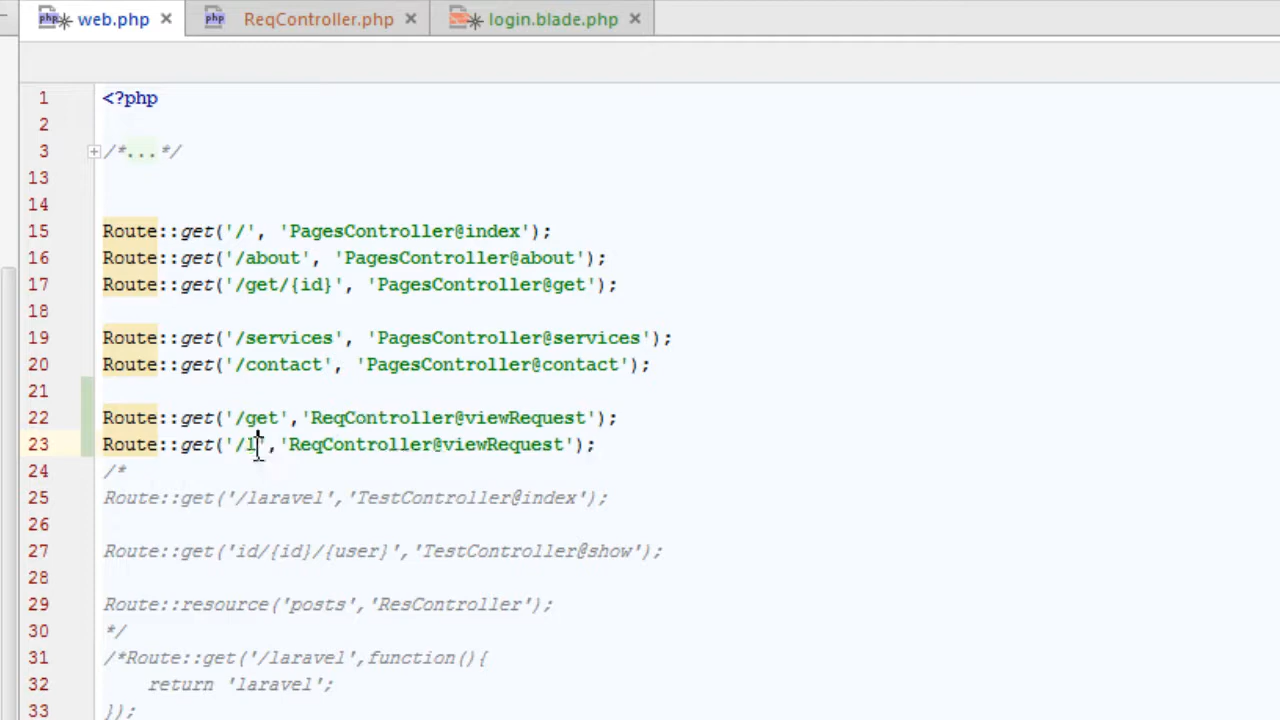 web.php ReqController.php login.blade.php
1 <?php
2
3 /*...*/
13
14
15 Route::get('/', 'PagesController@index');
16 Route::get('/about', 'PagesController@about');
17 Route::get('/get/{id}', 'PagesController@get');
18
19 Route::get('/services', 'PagesController@services');
20 Route::get('/contact', 'PagesController@contact');
21
22 Route::get('/get','ReqController@viewRequest');
23 Route::get('/l','ReqController@viewRequest');
24 /*
25 Route::get('/laravel','TestController@index');
26
27 Route::get('id/{id}/{user}','TestController@show');
28
29 Route::resource('posts','ResController');
30 */
31 /*Route::get('/laravel',function(){
32 return 'laravel';
33 });